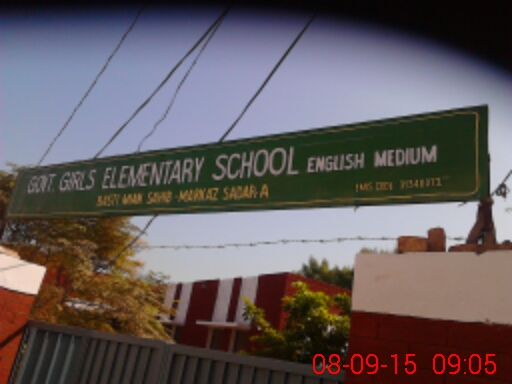 GOVT. GIRLS ELEMENTARY SCHOOL ENGLISH MEDIUM
BASTI MIAN SAHIB - MARKAZ SADAR-A
08-09-15 09:05